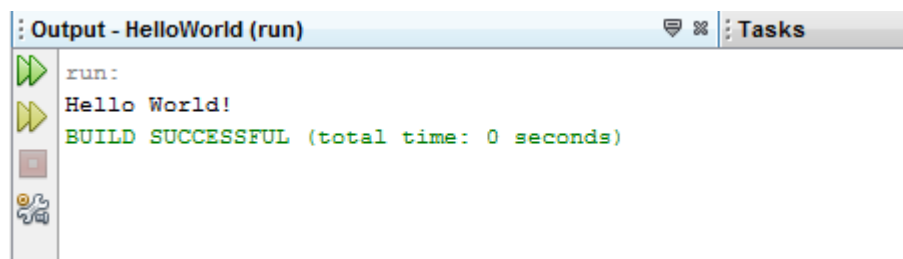 Output - HelloWorld (run)
Tasks
run:
Hello World!
BUILD SUCCESSFUL (total time: 0 seconds)